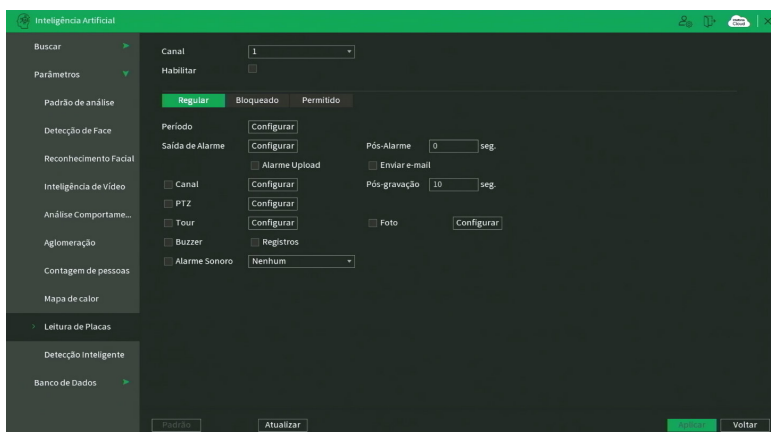 Inteligência Artificial
Cloud
Buscar
Parâmetros
Padrão de análise
Detecção de Face
Reconhecimento Facial
Inteligência de Vídeo
Análise Comportame...
Aglomeração
Contagem de pessoas
Mapa de calor
Leitura de Placas
Detecção Inteligente
Banco de Dados
Canal 1
Habilitar
Regular Bloqueado Permitido
Período Configurar
Saída de Alarme Configurar Pós-Alarme 0 seg.
Alarme Upload Enviar e-mail
Canal Configurar Pós-gravação 10 seg.
PTZ Configurar
Tour Configurar Foto Configurar
Buzzer Registros
Alarme Sonoro Nenhum
Padrão Atualizar Aplicar Voltar